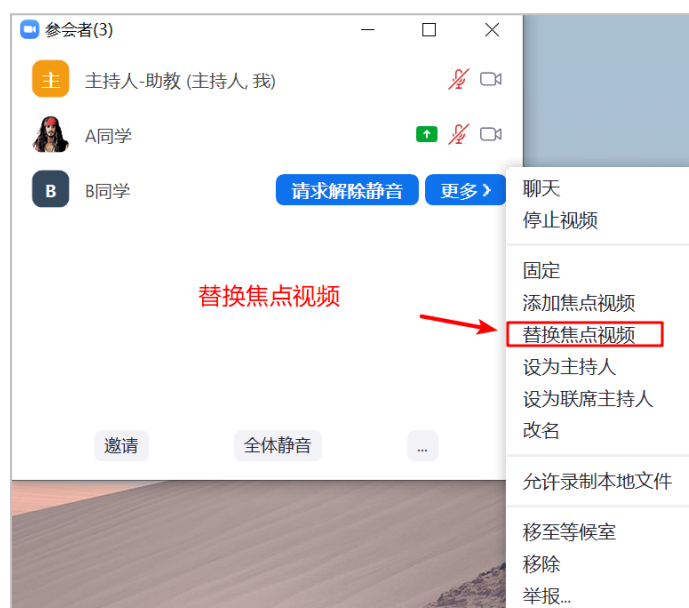 参会者(3)
主 主持人-助教 (主持人, 我)
A同学
B B同学 请求解除静音 更多
替换焦点视频
邀请 全体静音 ...
聊天
停止视频
固定
添加焦点视频
替换焦点视频
设为主持人
设为联席主持人
改名
允许录制本地文件
移至等候室
移除
举报...